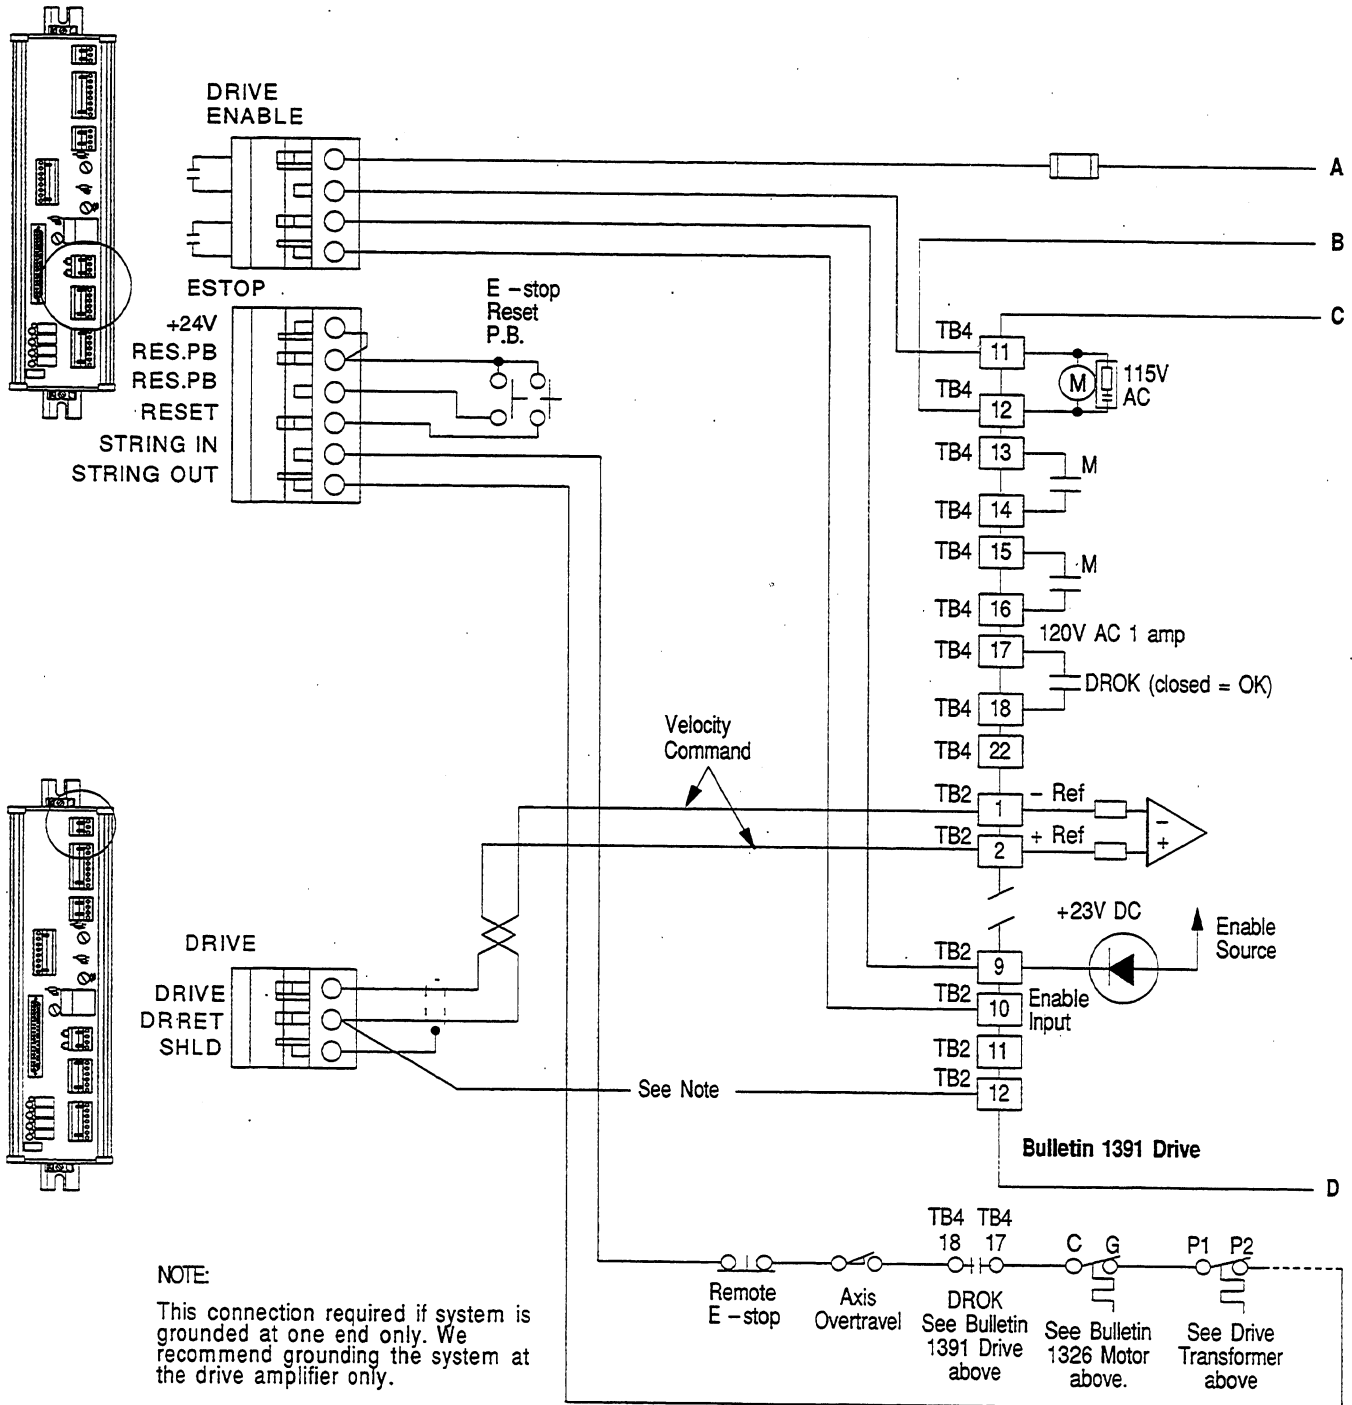 DRIVE
ENABLE
A
B
C
ESTOP
+24V
RES.PB
RES.PB
RESET
STRING IN
STRING OUT
E –stop
Reset
P.B.
TB4
11
M
115V
AC
TB4
12
TB4
13
M
TB4
14
TB4
15
M
TB4
16
120V AC 1 amp
TB4
17
DROK (closed = OK)
TB4
18
TB4
22
Velocity
Command
TB2
1
– Ref
TB2
2
+ Ref
–
+
+23V DC
Enable
Source
TB2
9
TB2
10
Enable
Input
TB2
11
TB2
12
DRIVE
DRIVE
DR·RET
SHLD
See Note
Bulletin 1391 Drive
D
TB4 TB4
18 17
C G
P1 P2
Remote
E –stop
Axis
Overtravel
DROK
See Bulletin
1391 Drive
above
See Bulletin
1326 Motor
above.
See Drive
Transformer
above
NOTE:
This connection required if system is
grounded at one end only. We
recommend grounding the system at
the drive amplifier only.